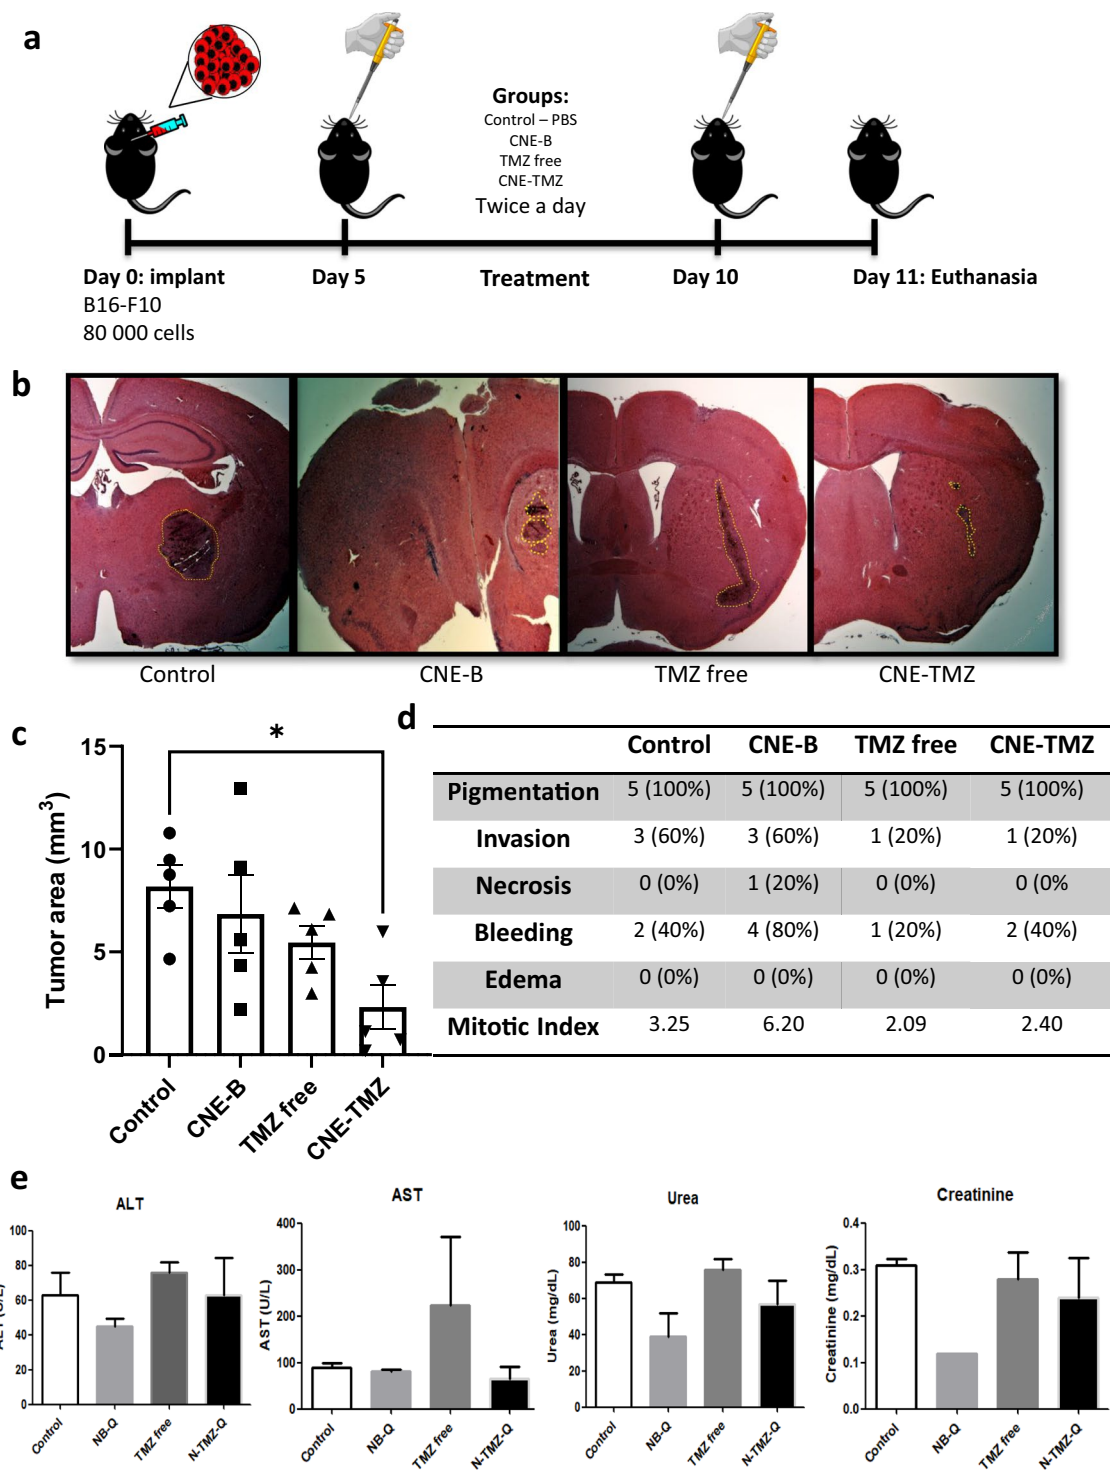 a
Groups:
Control – PBS
CNE-B
TMZ free
CNE-TMZ
Twice a day
Day 0: implant
B16-F10
80 000 cells
Day 5
Treatment
Day 10
Day 11: Euthanasia
b
Control
CNE-B
TMZ free
CNE-TMZ
c
*
Tumor area (mm³)
15
10
5
0
Control
CNE-B
TMZ free
CNE-TMZ
d
Control CNE-B TMZ free CNE-TMZ
Pigmentation 5 (100%) 5 (100%) 5 (100%) 5 (100%)
Invasion 3 (60%) 3 (60%) 1 (20%) 1 (20%)
Necrosis 0 (0%) 1 (20%) 0 (0%) 0 (0%
Bleeding 2 (40%) 4 (80%) 1 (20%) 2 (40%)
Edema 0 (0%) 0 (0%) 0 (0%) 0 (0%)
Mitotic Index 3.25 6.20 2.09 2.40
e
ALT
100
80
60
40
20
0
Control
NB-Q
TMZ free
N-TMZ-Q
AST
AST (U/L)
400
300
200
100
0
Control
NB-Q
TMZ free
N-TMZ-Q
Urea
Urea (mg/dL)
100
80
60
40
20
0
Control
NB-Q
TMZ free
N-TMZ-Q
Creatinine
Creatinine (mg/dL)
0.4
0.3
0.2
0.1
0.0
Control
NB-Q
TMZ free
N-TMZ-Q